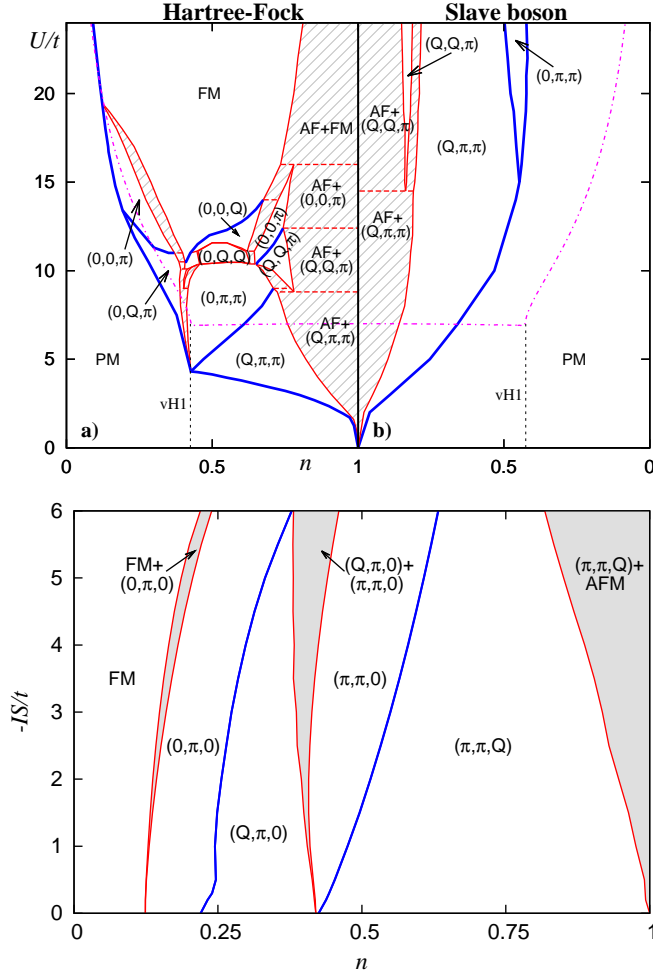 Hartree-Fock
Slave boson
U/t
20
15
10
5
0
FM
(0,0,π)
(0,Q,π)
PM
vH1
a)
(0,0,Q)
(0,Q,Q)
(0,π,π)
(Q,π,π)
(0,0,π)
(Q,Q,π)
AF+FM
AF+
(0,0,π)
AF+
(Q,Q,π)
AF+
(Q,π,π)
b)
AF+
(Q,Q,π)
AF+
(Q,π,π)
(Q,Q,π)
(Q,π,π)
(0,π,π)
vH1
PM
0
0.5
n
1
0.5
0
-IS/t
6
5
4
3
2
1
0
FM+
(0,π,0)
FM
(0,π,0)
(Q,π,0)
(Q,π,0)+
(π,π,0)
(π,π,0)
(π,π,Q)
(π,π,Q)+
AFM
0
0.25
0.5
0.75
1
n